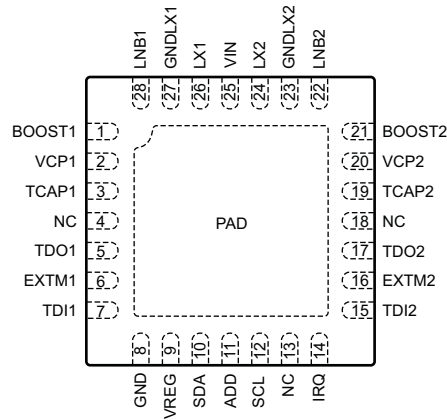 LNB1
GNDLX1
LX1
VIN
LX2
GNDLX2
LNB2
28
27
26
25
24
23
22
BOOST1 1
VCP1 2
TCAP1 3
NC 4
TDO1 5
EXTM1 6
TDI1 7
PAD
21 BOOST2
20 VCP2
19 TCAP2
18 NC
17 TDO2
16 EXTM2
15 TDI2
8
9
10
11
12
13
14
GND
VREG
SDA
ADD
SCL
NC
IRQ